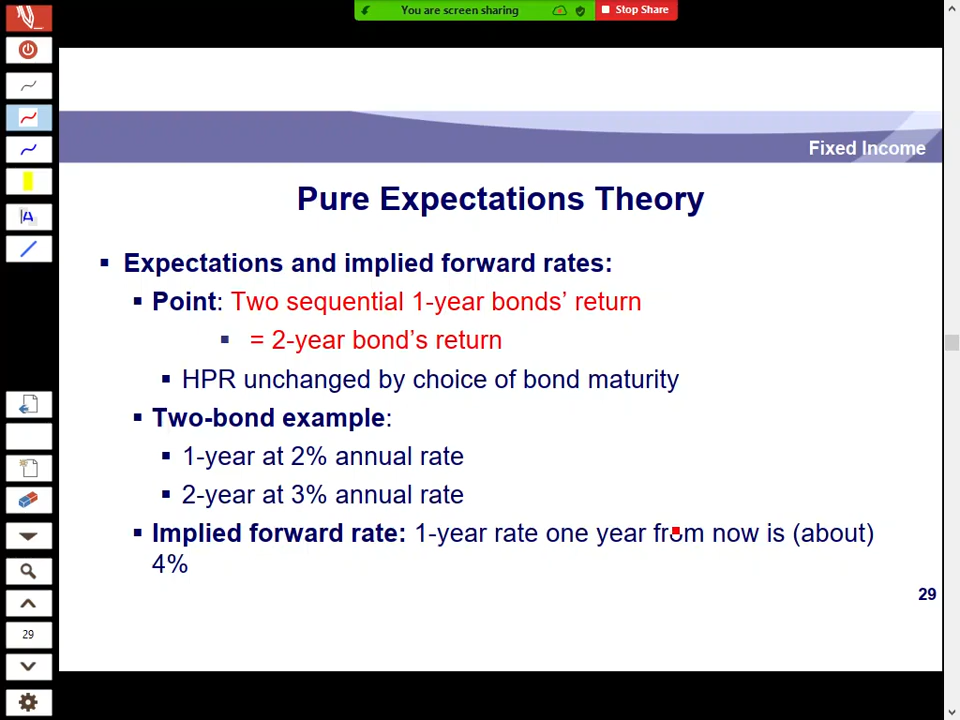 You are screen sharing
Stop Share
Fixed Income
Pure Expectations Theory
▪ Expectations and implied forward rates:
▪ Point: Two sequential 1-year bonds’ return
▪ = 2-year bond’s return
▪ HPR unchanged by choice of bond maturity
▪ Two-bond example:
▪ 1-year at 2% annual rate
▪ 2-year at 3% annual rate
▪ Implied forward rate: 1-year rate one year from now is (about)
4%
29
29